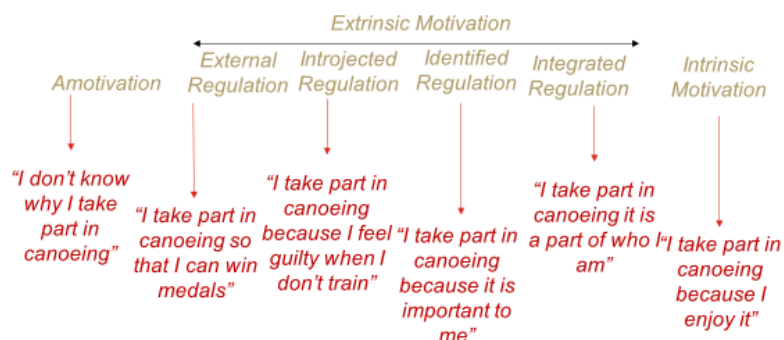 Extrinsic Motivation
Amotivation
External
Regulation
Introjected
Regulation
Identified
Regulation
Integrated
Regulation
Intrinsic
Motivation
“I don’t know
why I take
part in
canoeing”
“I take part in
canoeing so
that I can win
medals”
“I take part in
canoeing
because I feel
guilty when I
don’t train”
“I take part in
canoeing
because it is
important to
me”
“I take part in
canoeing it is
a part of who I
am”
“I take part in
canoeing
because I
enjoy it”